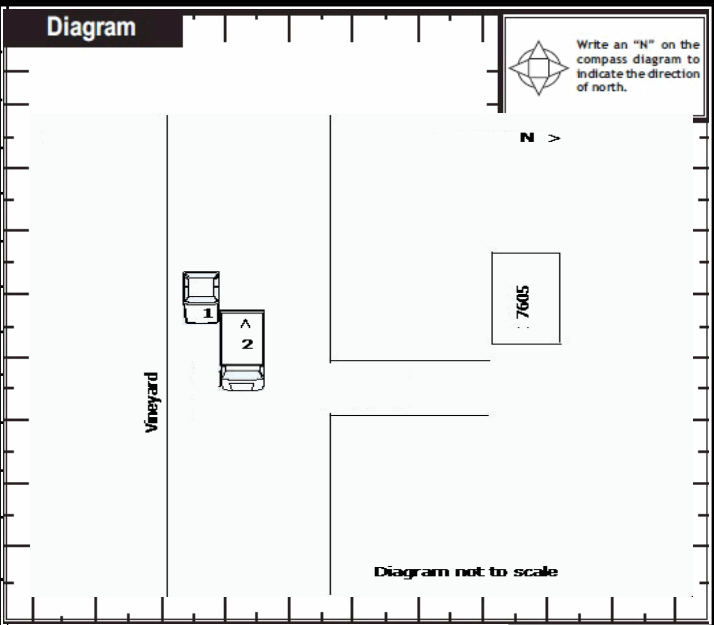 Diagram
Write an “N” on the
compass diagram to
indicate the direction
of north.
N >
: 7605
1
^
2
Vineyard
Diagram not to scale